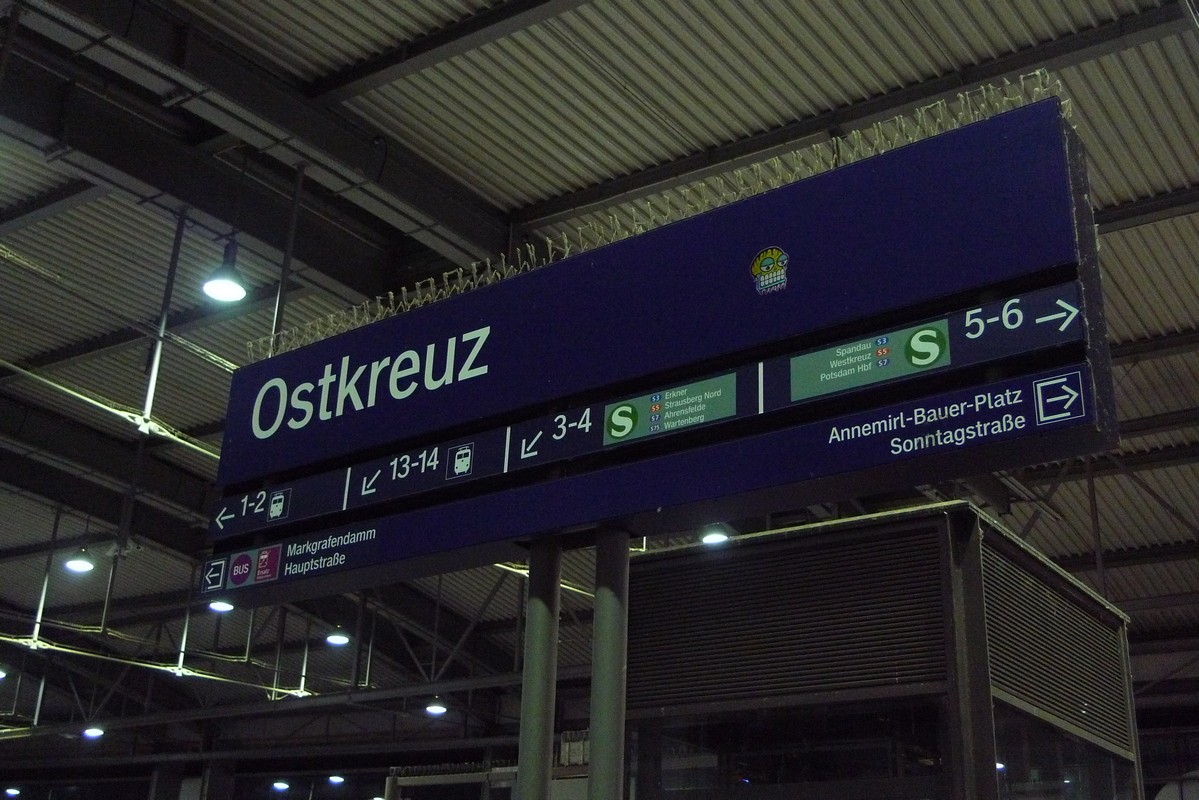 Ostkreuz
← 1-2
↙ 13-14
↙ 3-4
S
S3 Erkner
S5 Strausberg Nord
S7 Ahrensfelde
S75 Wartenberg
Spandau S3
Westkreuz S5
Potsdam Hbf S7
S
5-6 →
BUS
Ersatz
Markgrafendamm
Hauptstraße
Annemirl-Bauer-Platz
Sonntagstraße